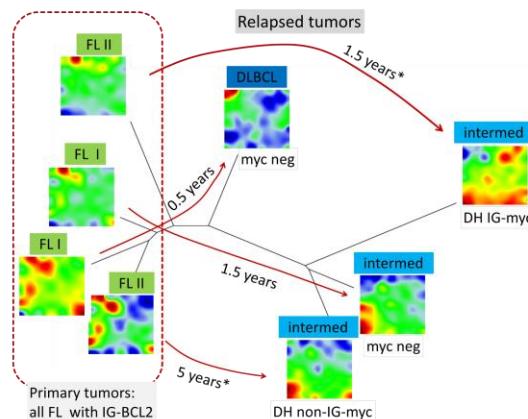 Relapsed tumors
FL II
1.5 years*
DLBCL
myc neg
intermed
DH IG-myc
FL I
0.5 years
FL I
1.5 years
intermed
myc neg
FL II
intermed
DH non-IG-myc
5 years*
Primary tumors:
all FL with IG-BCL2